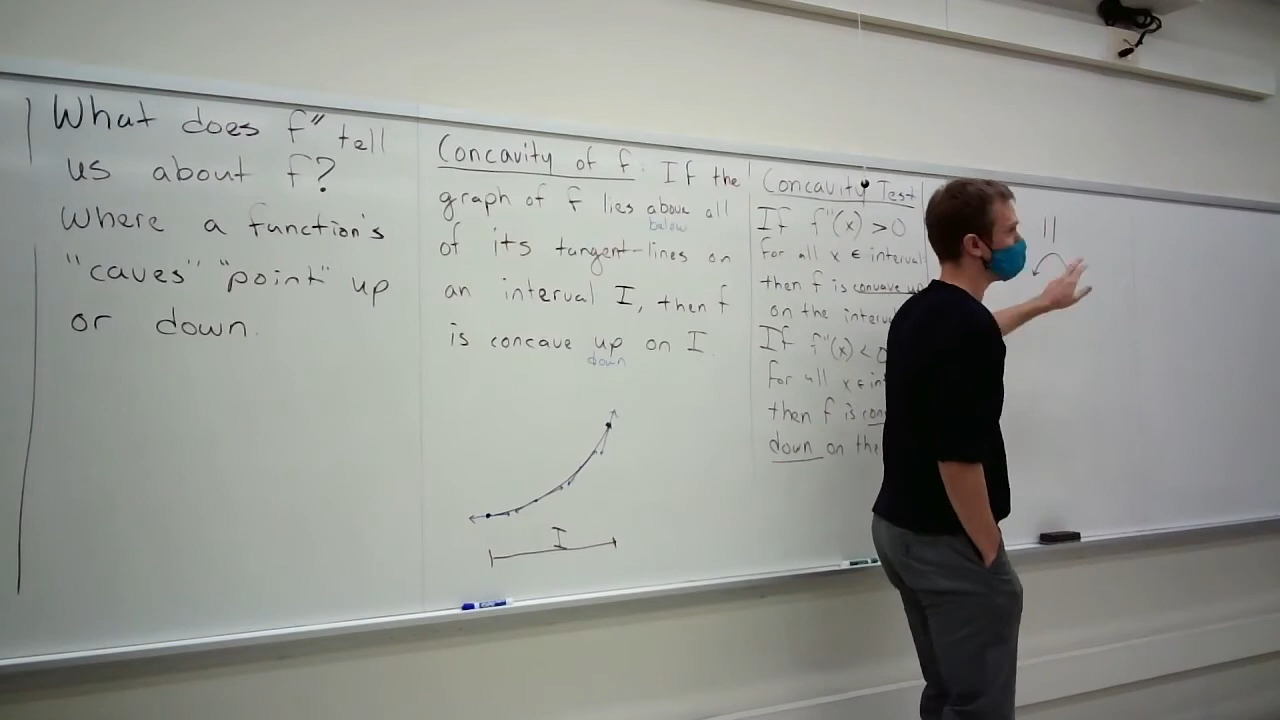 What does f" tell
us about f?
Where a function's
"caves" "point" up
or down.
Concavity of f: If the
graph of f lies above all
below
of its tangent-lines on
an interval I, then f
is concave up on I.
down
I
Concavity Test
If f"(x) > 0
for all x ∈ interval
then f is concave up
on the
If f"(x) < 0
for all x ∈
then f is
down on the